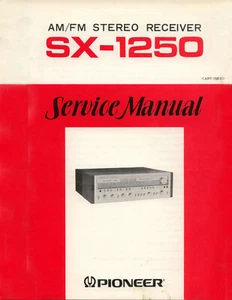 AM/FM STEREO RECEIVER
SX-1250
Service Manual
PIONEER